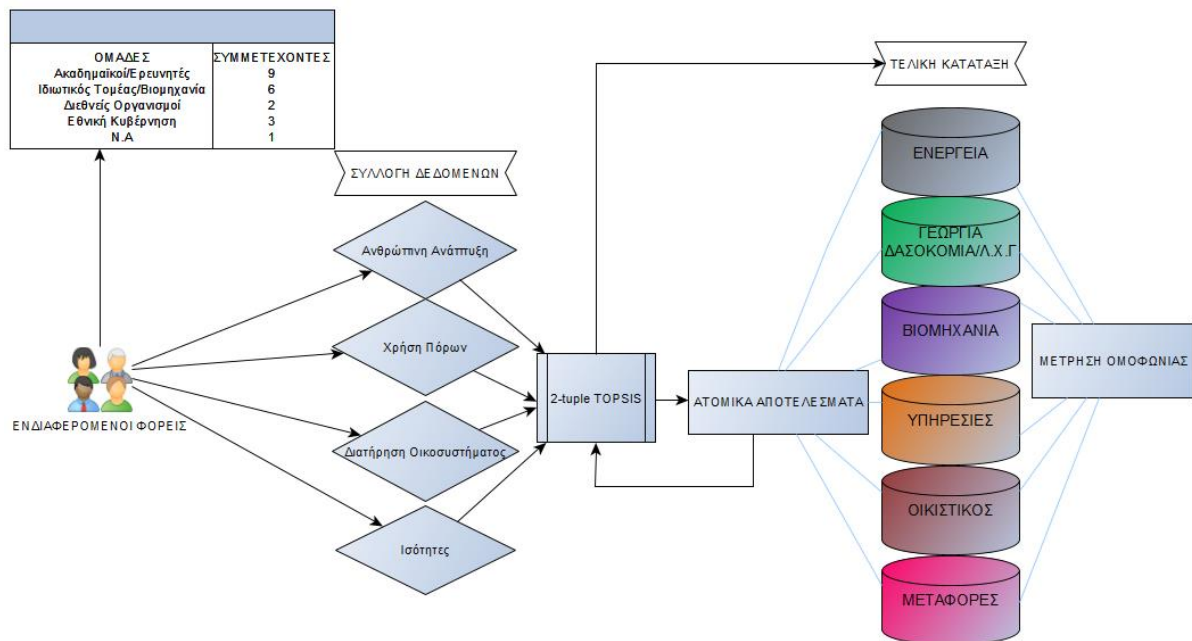 ΟΜΑΔΕΣ ΣΥΜΜΕΤΕΧΟΝΤΕΣ
Ακαδημαϊκοί/Ερευνητές 9
Ιδιωτικός Τομέας/Βιομηχανία 6
Διεθνείς Οργανισμοί 2
Εθνική Κυβέρνηση 3
Ν.Α 1
ΕΝΔΙΑΦΕΡΟΜΕΝΟΙ ΦΟΡΕΙΣ
ΣΥΛΛΟΓΗ ΔΕΔΟΜΕΝΩΝ
Ανθρώπινη Ανάπτυξη
Χρήση Πόρων
Διατήρηση Οικοσυστήματος
Ισότητες
2-tuple TOPSIS
ΑΤΟΜΙΚΑ ΑΠΟΤΕΛΕΣΜΑΤΑ
ΤΕΛΙΚΗ ΚΑΤΑΤΑΞΗ
ΕΝΕΡΓΕΙΑ
ΓΕΩΡΓΙΑ
ΔΑΣΟΚΟΜΙΑ/Λ.Χ.Γ
ΒΙΟΜΗΧΑΝΙΑ
ΥΠΗΡΕΣΙΕΣ
ΟΙΚΙΣΤΙΚΟΣ
ΜΕΤΑΦΟΡΕΣ
ΜΕΤΡΗΣΗ ΟΜΟΦΩΝΙΑΣ